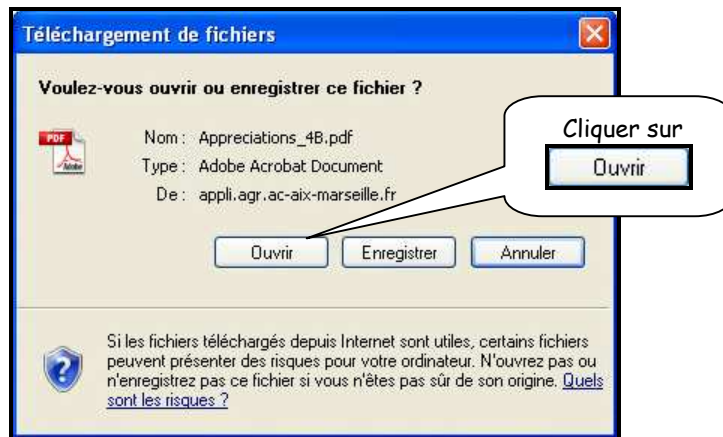 Téléchargement de fichiers
Voulez-vous ouvrir ou enregistrer ce fichier ?
PDF
Adobe
Nom : Appreciations_4B.pdf
Type : Adobe Acrobat Document
De : appli.agr.ac-aix-marseille.fr
Cliquer sur
Ouvrir
Ouvrir Enregistrer Annuler
Si les fichiers téléchargés depuis Internet sont utiles, certains fichiers
peuvent présenter des risques pour votre ordinateur. N'ouvrez pas ou
n'enregistrez pas ce fichier si vous n'êtes pas sûr de son origine. Quels
sont les risques ?